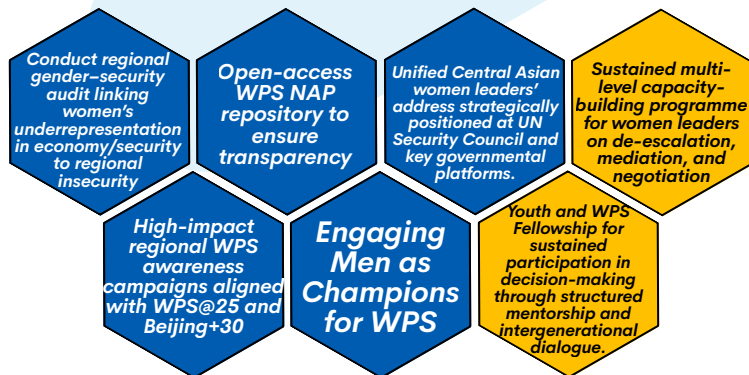 Conduct regional
gender–security
audit linking
women's
underrepresentation
in economy/security
to regional
insecurity
Open-access
WPS NAP
repository to
ensure
transparency
Unified Central Asian
women leaders'
address strategically
positioned at UN
Security Council and
key governmental
platforms.
Sustained multi-
level capacity-
building programme
for women leaders
on de-escalation,
mediation, and
negotiation
High-impact
regional WPS
awareness
campaigns aligned
with WPS@25 and
Beijing+30
Engaging
Men as
Champions
for WPS
Youth and WPS
Fellowship for
sustained
participation in
decision-making
through structured
mentorship and
intergenerational
dialogue.